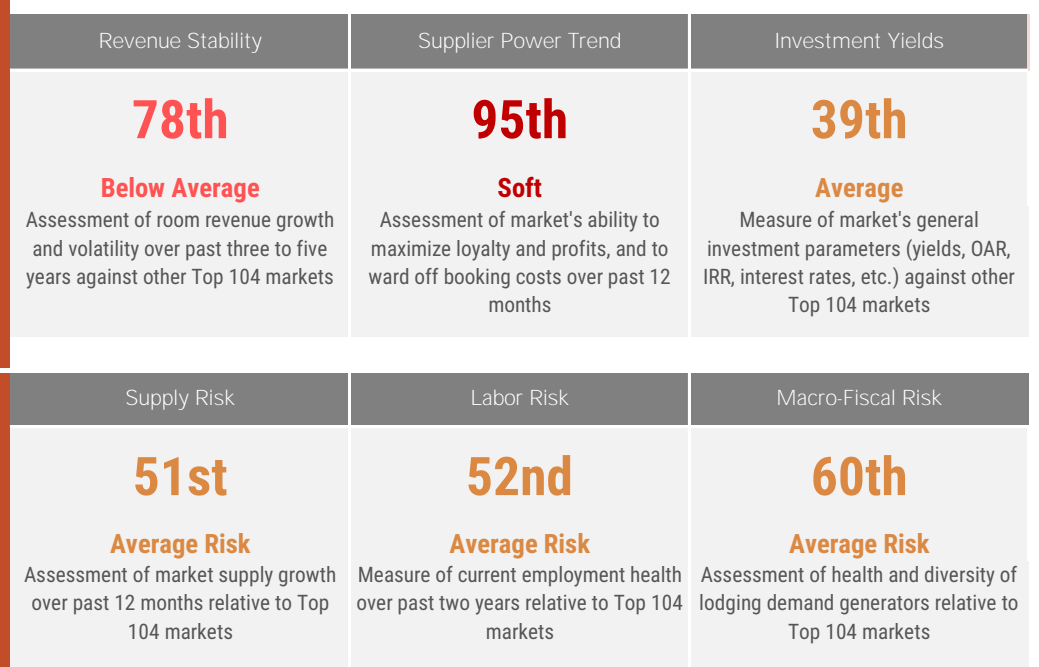 Revenue Stability
78th
Below Average
Assessment of room revenue growth
and volatility over past three to five
years against other Top 104 markets
Supplier Power Trend
95th
Soft
Assessment of market's ability to
maximize loyalty and profits, and to
ward off booking costs over past 12
months
Investment Yields
39th
Average
Measure of market's general
investment parameters (yields, OAR,
IRR, interest rates, etc.) against other
Top 104 markets
Supply Risk
51st
Average Risk
Assessment of market supply growth
over past 12 months relative to Top
104 markets
Labor Risk
52nd
Average Risk
Measure of current employment health
over past two years relative to Top 104
markets
Macro-Fiscal Risk
60th
Average Risk
Assessment of health and diversity of
lodging demand generators relative to
Top 104 markets